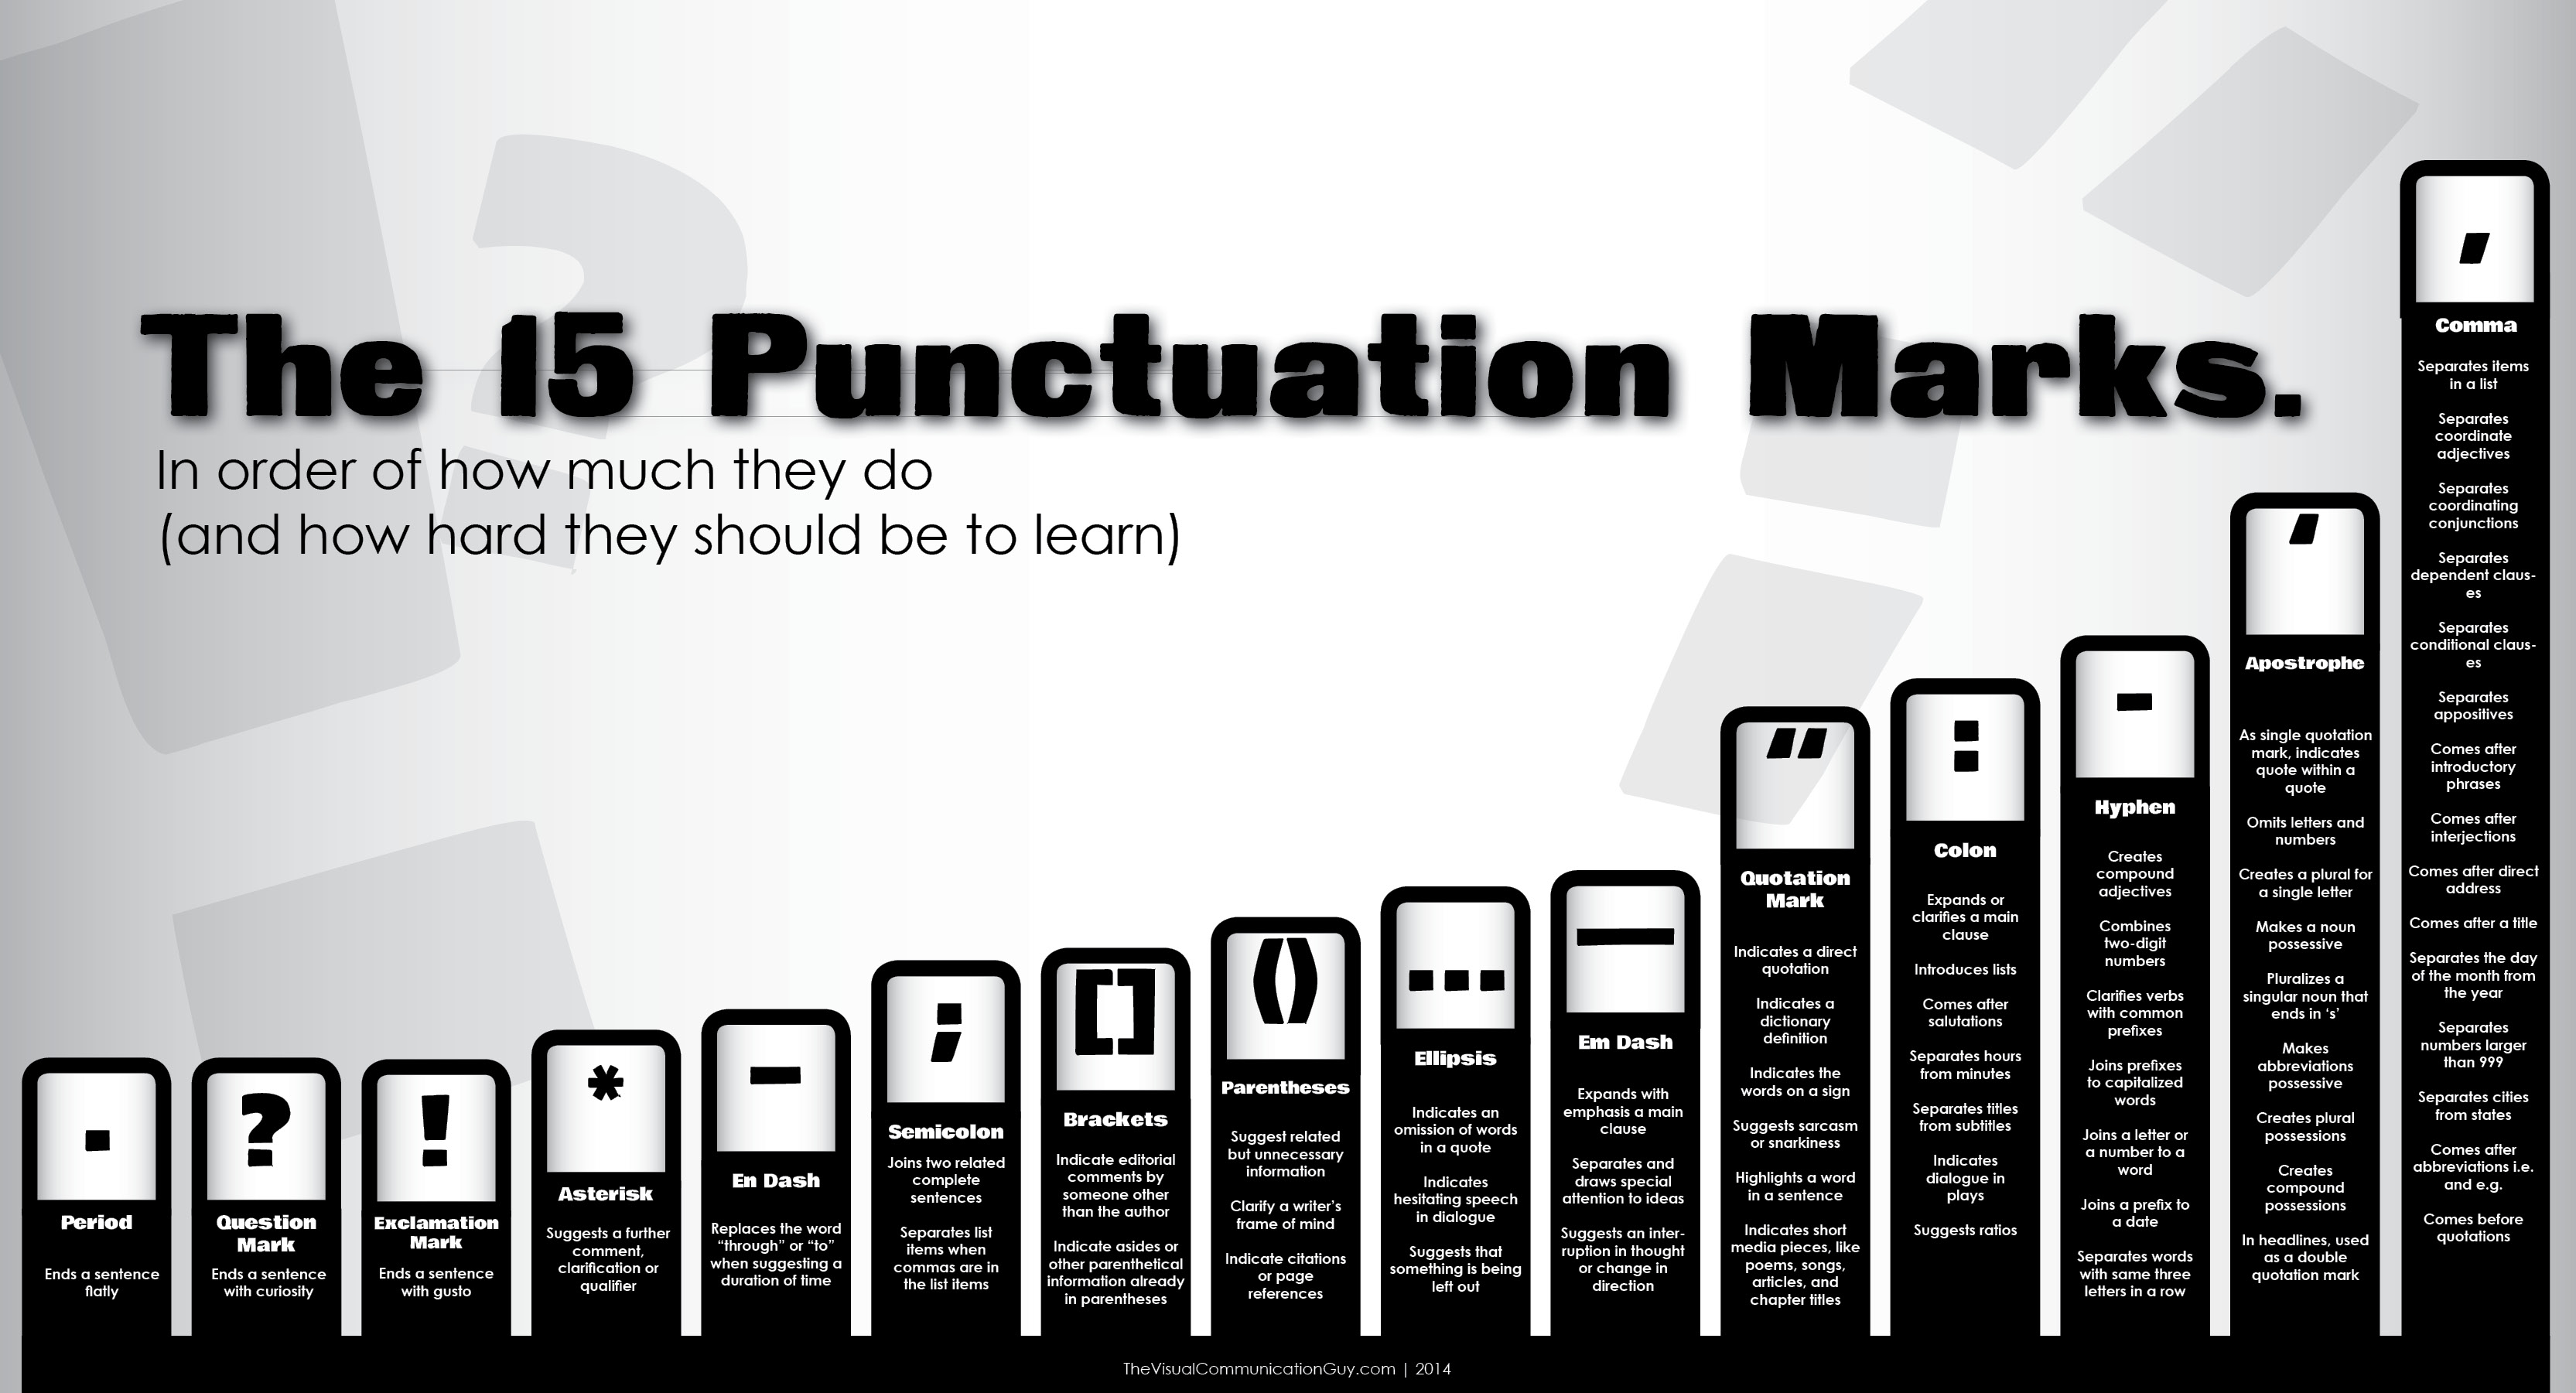 The 15 Punctuation Marks.
In order of how much they do
(and how hard they should be to learn)
.
Period
Ends a sentence
flatly
?
Question
Mark
Ends a sentence
with curiosity
!
Exclamation
Mark
Ends a sentence
with gusto
*
Asterisk
Suggests a further
comment,
clarification or
qualifier
–
En Dash
Replaces the word
“through” or “to”
when suggesting a
duration of time
;
Semicolon
Joins two related
complete
sentences
Separates list
items when
commas are in
the list items
[]
Brackets
Indicate editorial
comments by
someone other
than the author
Indicate asides or
other parenthetical
information already
in parentheses
()
Parentheses
Suggest related
but unnecessary
information
Clarify a writer’s
frame of mind
Indicate citations
or page
references
...
Ellipsis
Indicates an
omission of words
in a quote
Indicates
hesitating speech
in dialogue
Suggests that
something is being
left out
—
Em Dash
Expands with
emphasis a main
clause
Separates and
draws special
attention to ideas
Suggests an inter-
ruption in thought
or change in
direction
"
Quotation
Mark
Indicates a direct
quotation
Indicates a
dictionary
definition
Indicates the
words on a sign
Suggests sarcasm
or snarkiness
Highlights a word
in a sentence
Indicates short
media pieces, like
poems, songs,
articles, and
chapter titles
:
Colon
Expands or
clarifies a main
clause
Introduces lists
Comes after
salutations
Separates hours
from minutes
Separates titles
from subtitles
Indicates
dialogue in
plays
Suggests ratios
-
Hyphen
Creates
compound
adjectives
Combines
two-digit
numbers
Clarifies verbs
with common
prefixes
Joins prefixes
to capitalized
words
Joins a letter or
a number to a
word
Joins a prefix to
a date
Separates words
with same three
letters in a row
'
Apostrophe
As single quotation
mark, indicates
quote within a
quote
Omits letters and
numbers
Creates a plural for
a single letter
Makes a noun
possessive
Pluralizes a
singular noun that
ends in ‘s’
Makes
abbreviations
possessive
Creates plural
possessions
Creates
compound
possessions
In headlines, used
as a double
quotation mark
,
Comma
Separates items
in a list
Separates
coordinate
adjectives
Separates
coordinating
conjunctions
Separates
dependent claus-
es
Separates
conditional claus-
es
Separates
appositives
Comes after
introductory
phrases
Comes after
interjections
Comes after direct
address
Comes after a title
Separates the day
of the month from
the year
Separates
numbers larger
than 999
Separates cities
from states
Comes after
abbreviations i.e.
and e.g.
Comes before
quotations
TheVisualCommunicationGuy.com | 2014